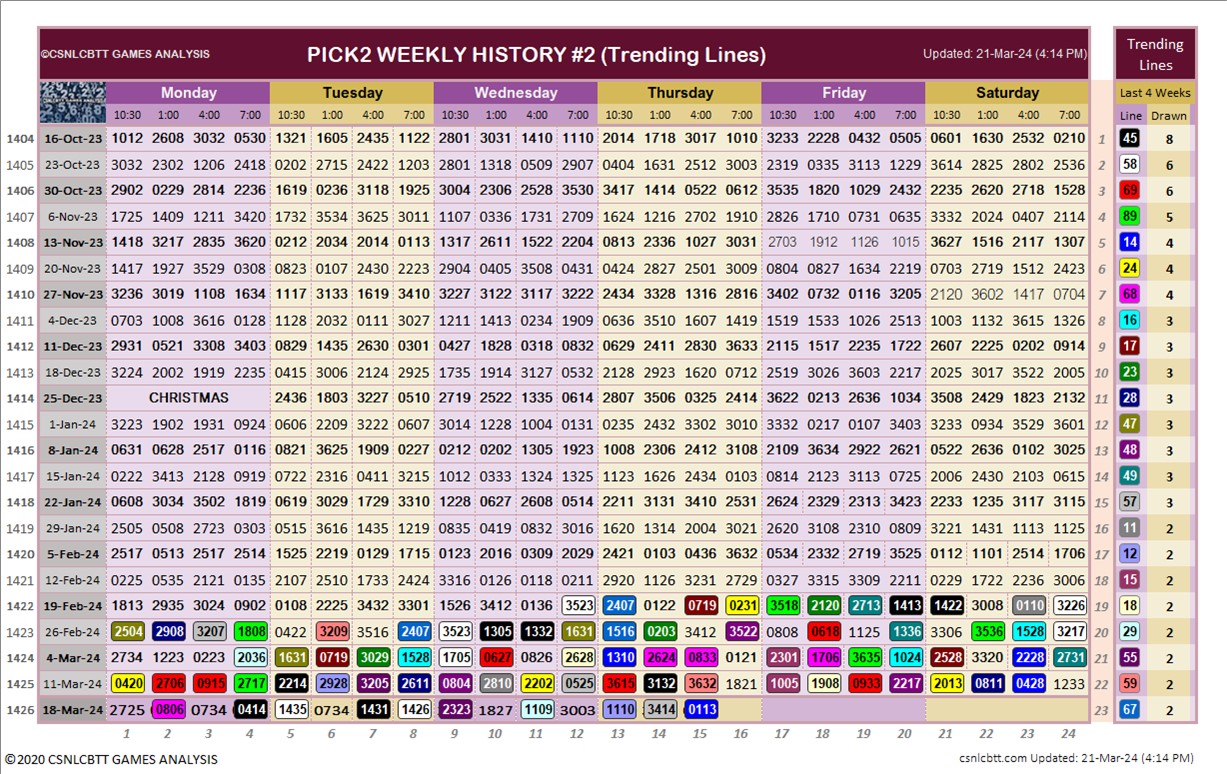 ©CSNLCBTT GAMES ANALYSIS PICK2 WEEKLY HISTORY #2 (Trending Lines) Updated: 21-Mar-24 (4:14 PM) Trending Lines
Monday Tuesday Wednesday Thursday Friday Saturday Last 4 Weeks
10:30 1:00 4:00 7:00 10:30 1:00 4:00 7:00 10:30 1:00 4:00 7:00 10:30 1:00 4:00 7:00 10:30 1:00 4:00 7:00 10:30 1:00 4:00 7:00 Line Drawn
1404 16-Oct-23 1012 2608 3032 0530 1321 1605 2435 1122 2801 3031 1410 1110 2014 1718 3017 1010 3233 2228 0432 0505 0601 1630 2532 0210 1 45 8
1405 23-Oct-23 3032 2302 1206 2418 0202 2715 2422 1203 2801 1318 0509 2907 0404 1631 2512 3003 2319 0335 3113 1229 3614 2825 2802 2536 2 58 6
1406 30-Oct-23 2902 0229 2814 2236 1619 0236 3118 1923 3004 2306 2528 3530 3417 1414 0522 0612 3535 1820 1029 2432 2235 2620 2718 1528 3 69 6
1407 6-Nov-23 1725 1409 1211 3420 1732 3534 3625 3011 1107 0336 1731 2709 1624 1216 2702 1910 2826 1710 0731 0635 3332 2024 0407 2114 4 89 5
1408 13-Nov-23 1418 3217 2835 3620 0212 2034 2014 0113 1317 2611 1522 2204 0813 2336 1027 3031 2703 1912 1126 1015 3627 1516 2117 1307 5 14 4
1409 20-Nov-23 1417 1927 3529 0308 0823 0107 2430 2223 2904 0405 3508 0431 0424 2827 2501 3009 0804 0827 1634 2219 0703 2719 1512 2423 6 24 4
1410 27-Nov-23 3236 3019 1108 1634 1117 3133 1619 3416 3227 3122 3117 3222 2434 3328 1316 2816 3402 0732 0116 3205 2120 3602 1417 0704 7 68 4
1411 4-Dec-23 0703 1008 3616 0128 1128 2032 0111 3027 1211 1413 0234 1909 0636 3510 1607 1419 1519 1533 1026 2513 1003 1132 3615 1326 8 16 3
1412 11-Dec-23 2931 0521 3308 3403 0829 1435 2630 0301 0427 1828 0318 0832 0629 2411 2830 3633 2115 1517 2235 1722 2607 2225 0202 0914 9 17 3
1413 18-Dec-23 3224 2002 1919 2235 0415 3006 2124 2925 1735 1914 3127 0532 2128 2923 1620 0712 2519 3026 3603 2217 2025 3017 3522 2005 10 23 3
1414 25-Dec-23 CHRISTMAS 2436 1803 3227 0510 2719 2522 1335 0614 2807 3506 0325 2414 3622 0213 2636 1034 3508 2429 1823 2132 11 28 3
1415 1-Jan-24 3223 1902 1931 0924 0606 2209 3222 0607 3014 1228 1004 0131 0235 2432 3302 3010 3332 0217 0107 3403 3233 0934 3529 3601 12 47 3
1416 8-Jan-24 0631 0628 2517 0116 0821 3625 1909 0227 0212 0202 1905 1923 1008 2306 2412 3108 2109 3634 2922 2621 0522 2636 0102 3025 13 48 3
1417 15-Jan-24 0222 3413 2128 0919 0722 2316 0411 3213 1012 0333 1324 1325 1123 1626 2434 0103 0814 2123 3113 0725 2006 2430 2103 0615 14 49 3
1418 22-Jan-24 0608 3034 3502 1819 0619 3029 1729 3310 1228 0627 2608 0514 2211 3131 3410 2531 2624 2329 2313 3423 2233 1235 3117 3115 15 57 3
1419 29-Jan-24 2505 0508 2723 0303 0515 3616 1435 1219 0835 0419 0832 3016 1620 1314 2004 3021 2620 3108 2310 0809 3221 1431 3113 1125 16 11 2
1420 5-Feb-24 2517 0513 2517 2514 1525 2219 0129 1715 0123 2016 0309 2029 2421 0103 0436 3632 0534 2332 2719 3525 0112 1101 2514 1706 17 12 2
1421 12-Feb-24 0225 0535 2121 0135 2107 2510 1733 2424 3316 0126 0118 0211 2920 1126 3231 2729 0327 3315 3309 2211 0229 1722 2236 3006 18 15 2
1422 19-Feb-24 1813 2935 3024 0902 0108 2225 3432 3301 1526 3412 0136 3523 2407 0122 0719 0231 3518 2120 2713 1413 1422 3008 0110 3226 19 18 2
1423 26-Feb-24 2504 2908 3207 1808 0422 3209 3516 2407 3523 1305 1332 1631 1516 0203 3412 3522 0808 0618 1125 1336 3306 3536 1528 3217 20 29 2
1424 4-Mar-24 2734 1223 0223 2036 1631 0719 3029 1528 1705 0627 0826 2628 1310 2624 0833 0121 2301 1706 3635 1024 2528 3320 2228 2731 21 55 2
1425 11-Mar-24 0420 2706 0915 2717 2214 2928 3205 2611 0804 2810 2202 0525 3615 3132 3632 1821 1005 1908 0933 2217 2013 0811 0428 1233 22 59 2
1426 18-Mar-24 2725 0806 0734 0414 1435 0734 1431 1426 2323 1827 1109 3003 1110 3414 0113 23 67 2
1 2 3 4 5 6 7 8 9 10 11 12 13 14 15 16 17 18 19 20 21 22 23 24
©2020 CSNLCBTT GAMES ANALYSIS csnlcbtt.com Updated: 21-Mar-24 (4:14 PM)